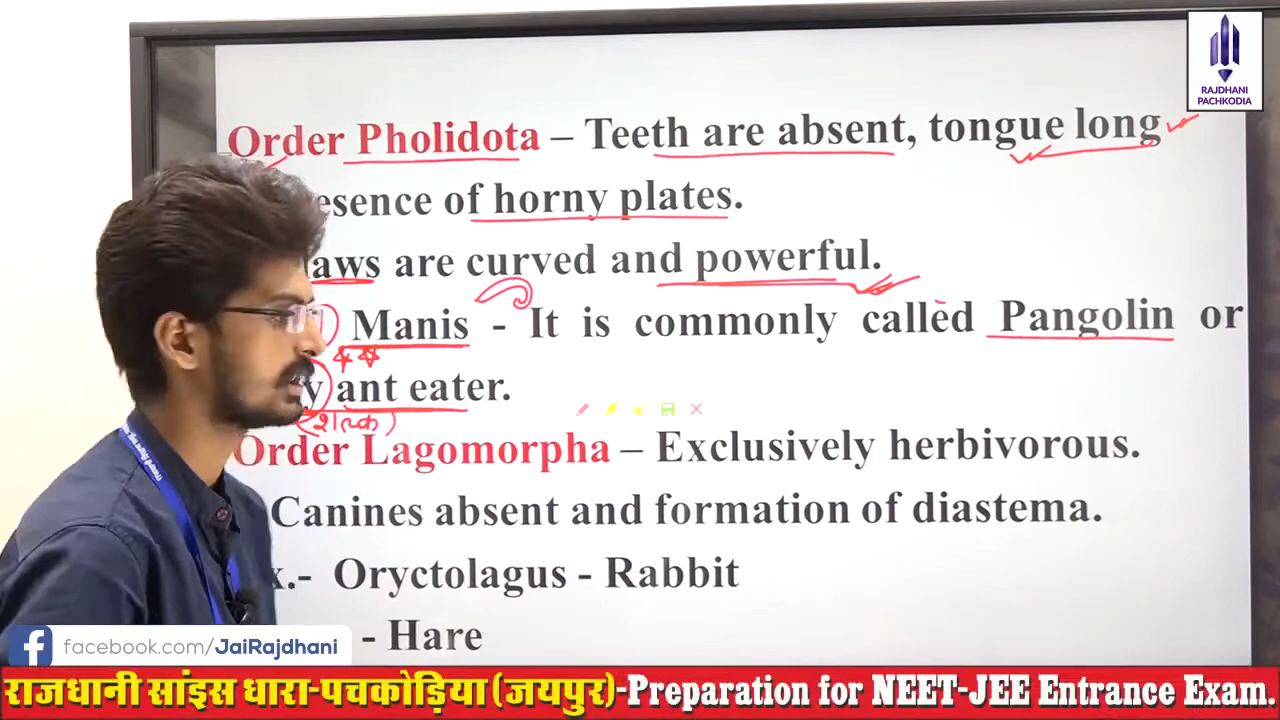 RAJDHANI
PACHKODIA
Order Pholidota – Teeth are absent, tongue long
esence of horny plates.
laws are curved and powerful.
Manis - It is commonly called Pangolin or
y ant eater.
(शल्क)
Order Lagomorpha – Exclusively herbivorous.
Canines absent and formation of diastema.
x.- Oryctolagus - Rabbit
- Hare
facebook.com/JaiRajdhani
राजधानी सांइस धारा-पचकोड़िया (जयपुर)-Preparation for NEET-JEE Entrance Exam.